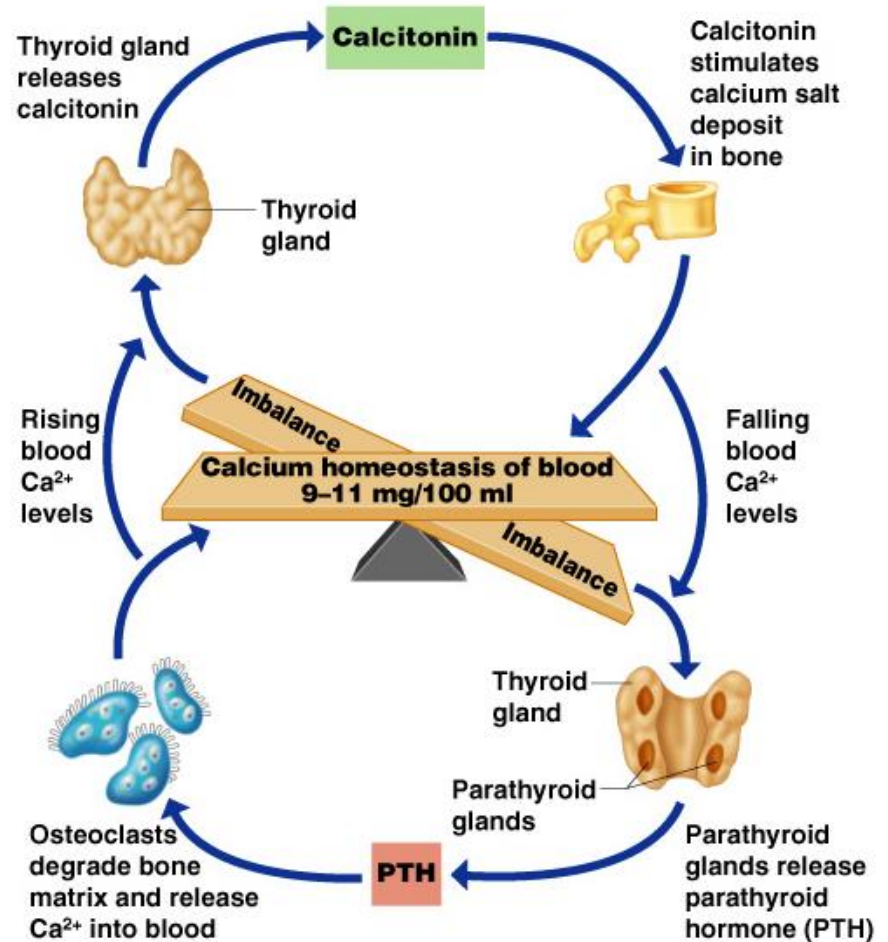 Calcitonin
Thyroid gland
releases
calcitonin
Calcitonin
stimulates
calcium salt
deposit
in bone
Thyroid
gland
Imbalance
Rising
blood
Ca²⁺
levels
Calcium homeostasis of blood
9–11 mg/100 ml
Falling
blood
Ca²⁺
levels
Imbalance
Thyroid
gland
Parathyroid
glands
Osteoclasts
degrade bone
matrix and release
Ca²⁺ into blood
PTH
Parathyroid
glands release
parathyroid
hormone (PTH)